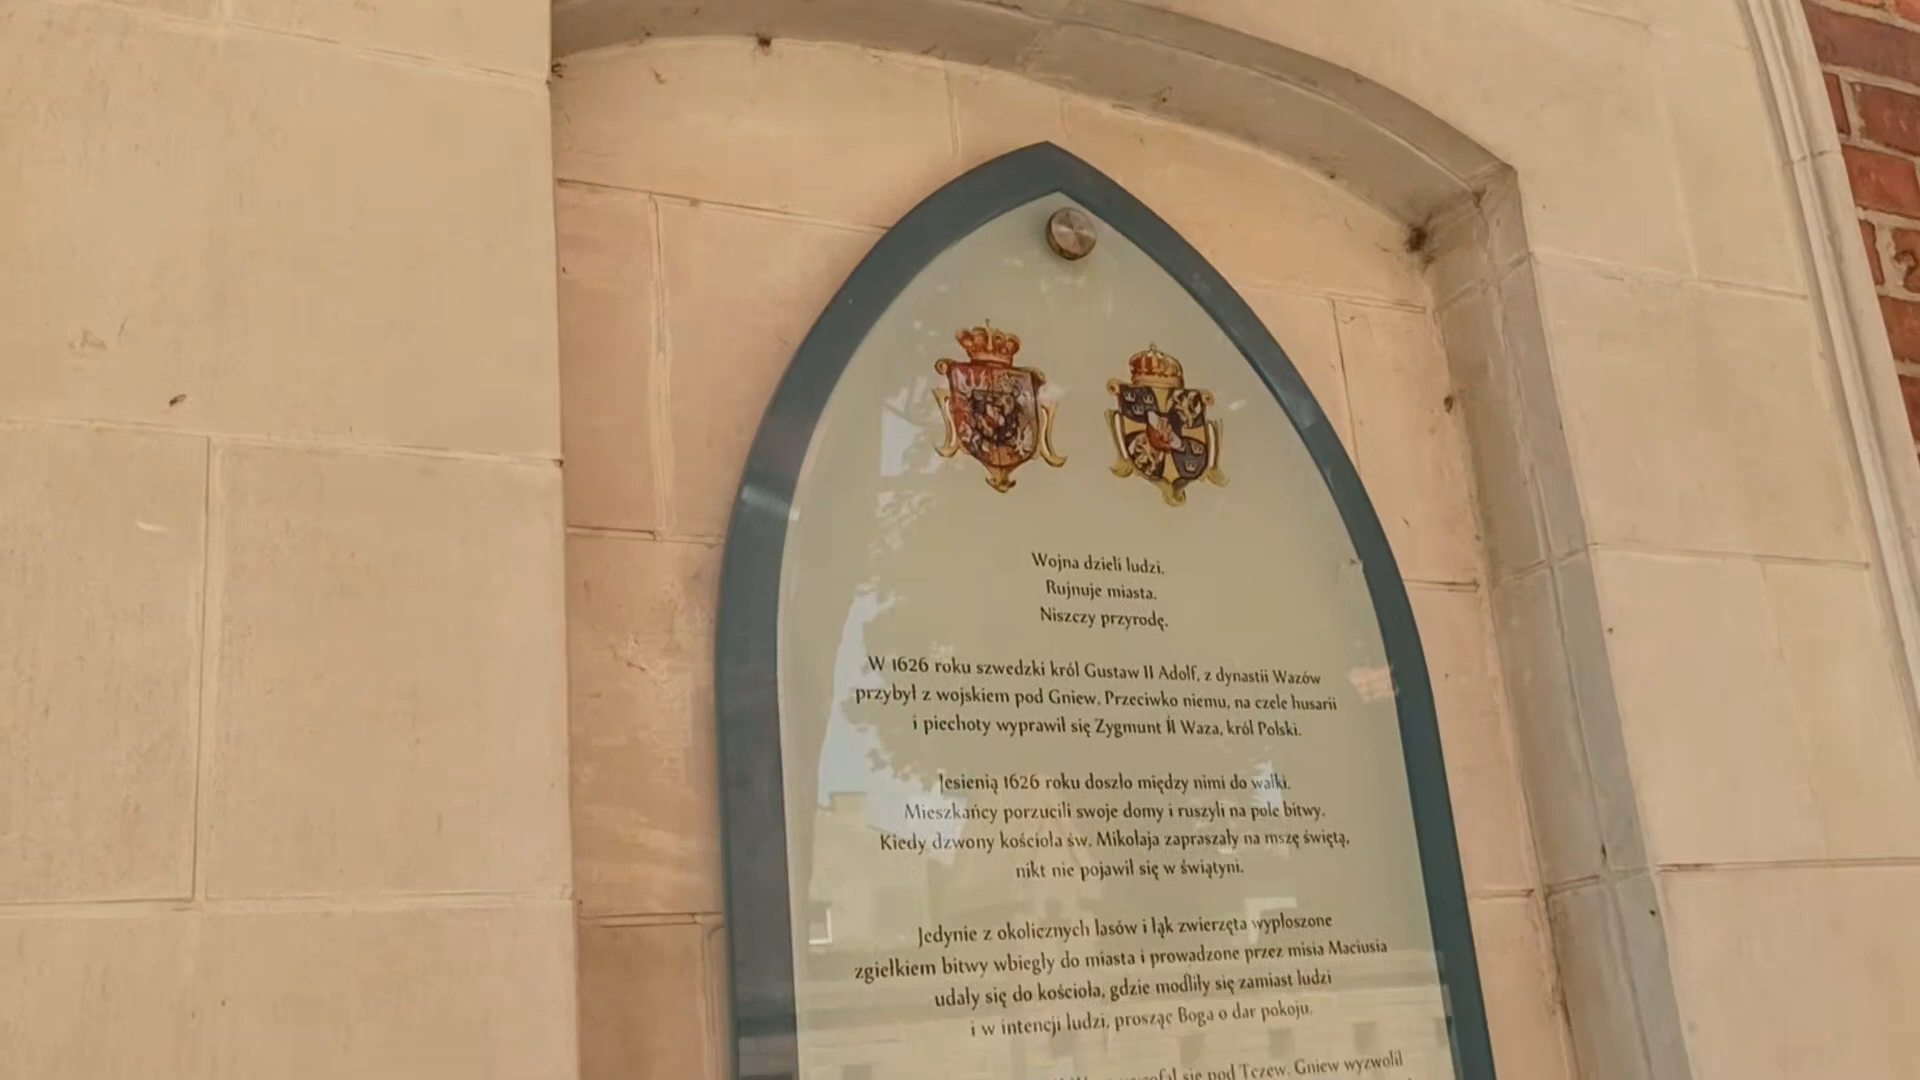 Wojna dzieli ludzi.
Rujnuje miasta.
Niszczy przyrodę.
W 1626 roku szwedzki król Gustaw II Adolf, z dynastii Wazów
przybył z wojskiem pod Gniew. Przeciwko niemu, na czele husarii
i piechoty wyprawił się Zygmunt II Waza, król Polski.
Jesienią 1626 roku doszło między nimi do walki.
Mieszkańcy porzucili swoje domy i ruszyli na pole bitwy.
Kiedy dzwony kościoła św. Mikołaja zapraszały na mszę świętą,
nikt nie pojawił się w świątyni.
Jedynie z okolicznych lasów i łąk zwierzęta wypłoszone
zgiełkiem bitwy wbiegły do miasta i prowadzone przez misia Maciusia
udały się do kościoła, gdzie modliły się zamiast ludzi
i w intencji ludzi, prosząc Boga o dar pokoju.
się pod Tczew. Gniew wyzwolił